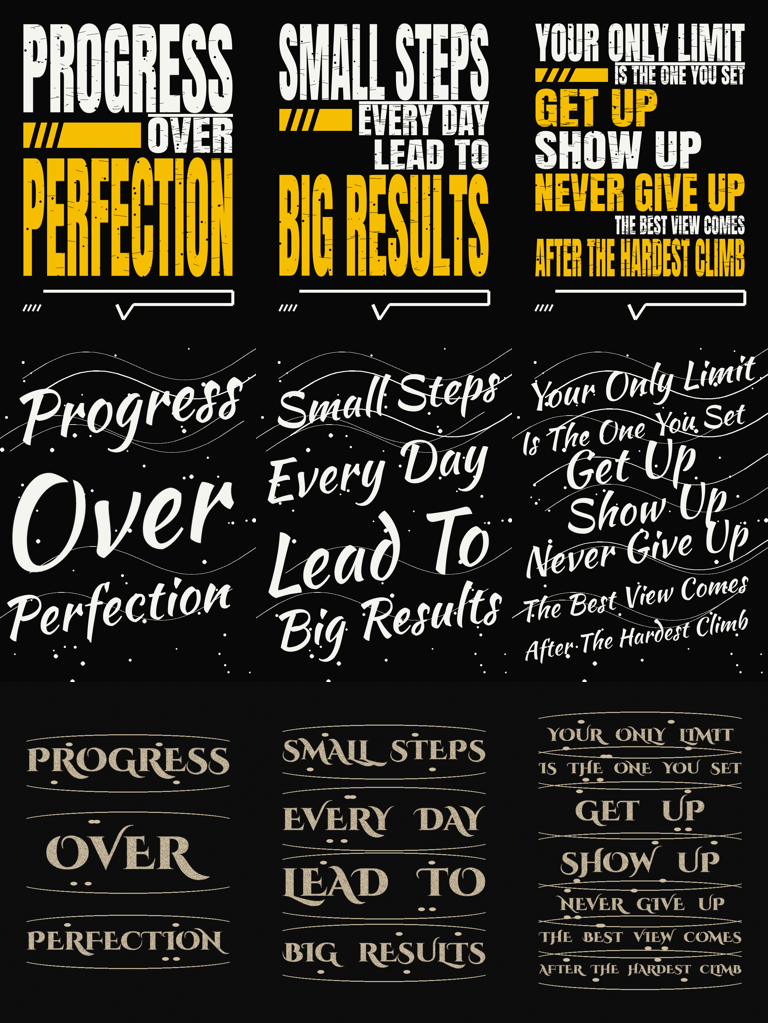 PROGRESS
OVER
PERFECTION
SMALL STEPS
EVERY DAY
LEAD TO
BIG RESULTS
YOUR ONLY LIMIT
IS THE ONE YOU SET
GET UP
SHOW UP
NEVER GIVE UP
THE BEST VIEW COMES
AFTER THE HARDEST CLIMB
Progress
Over
Perfection
Small Steps
Every Day
Lead To
Big Results
Your Only Limit
Is The One You Set
Get Up
Show Up
Never Give Up
The Best View Comes
After The Hardest Climb
PROGRESS
OVER
PERFECTION
SMALL STEPS
EVERY DAY
LEAD TO
BIG RESULTS
YOUR ONLY LIMIT
IS THE ONE YOU SET
GET UP
SHOW UP
NEVER GIVE UP
THE BEST VIEW COMES
AFTER THE HARDEST CLIMB